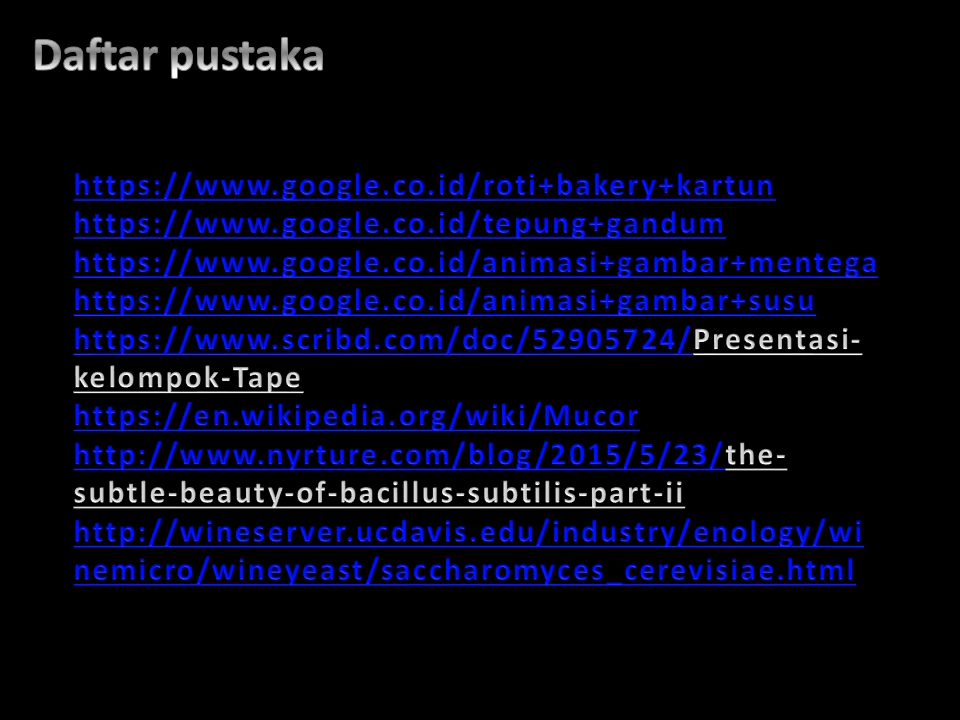 Daftar pustaka
https://www.google.co.id/roti+bakery+kartun
https://www.google.co.id/tepung+gandum
https://www.google.co.id/animasi+gambar+mentega
https://www.google.co.id/animasi+gambar+susu
https://www.scribd.com/doc/52905724/Presentasi-
kelompok-Tape
https://en.wikipedia.org/wiki/Mucor
http://www.nyrture.com/blog/2015/5/23/the-
subtle-beauty-of-bacillus-subtilis-part-ii
http://wineserver.ucdavis.edu/industry/enology/wi
nemicro/wineyeast/saccharomyces_cerevisiae.html